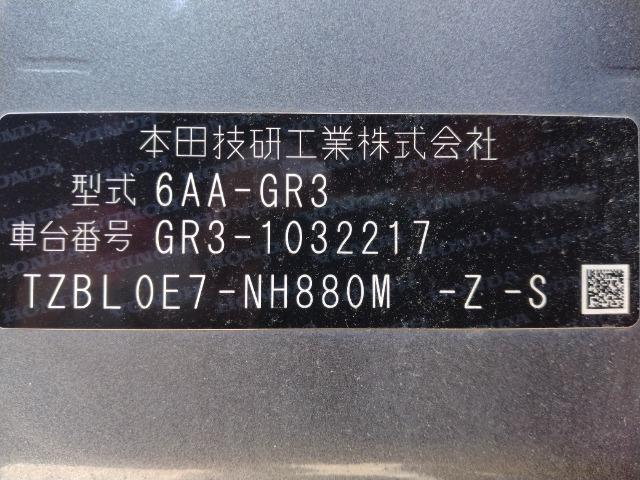 本田技研工業株式会社
型式 6AA-GR3
車台番号 GR3-1032217
TZBL0E7-NH880M -Z-S